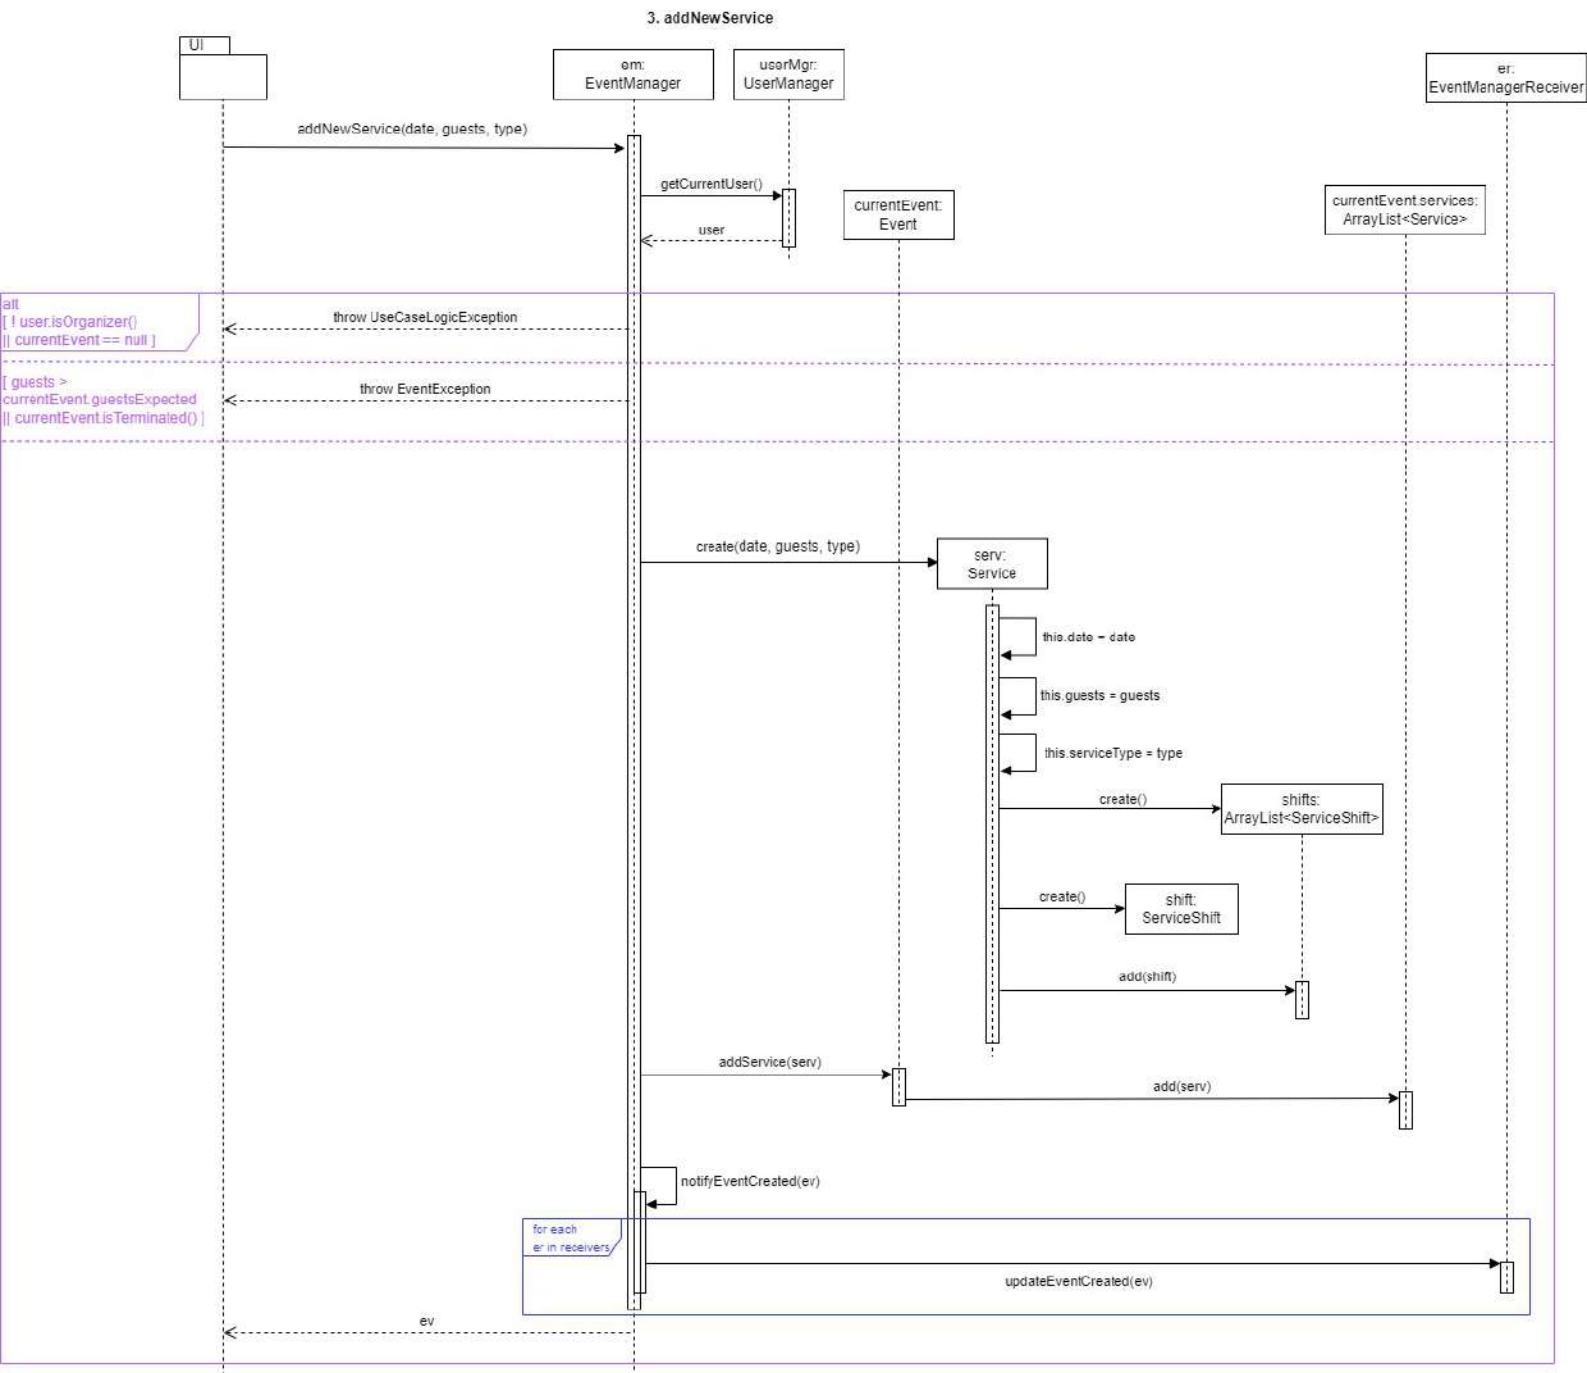 3. addNewService
UI
em:
EventManager
userMgr:
UserManager
er:
EventManagerReceiver
addNewService(date, guests, type)
getCurrentUser()
currentEvent:
Event
currentEvent.services:
ArrayList<Service>
user
alt
[ ! user.isOrganizer()
|| currentEvent == null ]
throw UseCaseLogicException
[ guests >
currentEvent.guestsExpected
|| currentEvent.isTerminated() ]
throw EventException
create(date, guests, type)
serv:
Service
this.date = date
this.guests = guests
this.serviceType = type
create()
shifts:
ArrayList<ServiceShift>
create()
shift:
ServiceShift
add(shift)
addService(serv)
add(serv)
notifyEventCreated(ev)
for each
er in receivers
updateEventCreated(ev)
ev